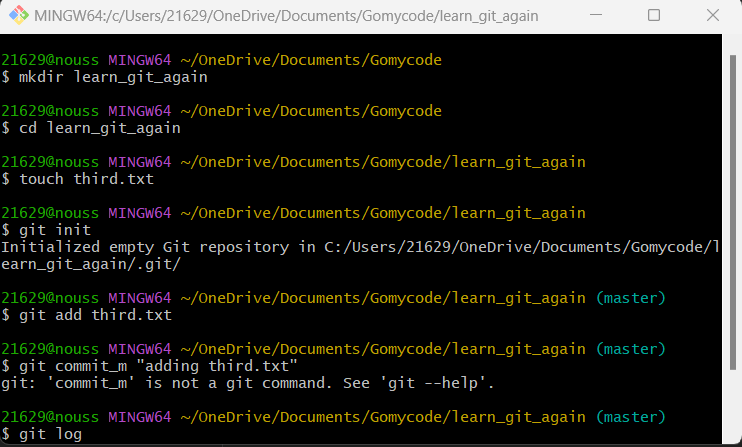 MINGW64:/c/Users/21629/OneDrive/Documents/Gomycode/learn_git_again
21629@nouss MINGW64 ~/OneDrive/Documents/Gomycode
$ mkdir learn_git_again
21629@nouss MINGW64 ~/OneDrive/Documents/Gomycode
$ cd learn_git_again
21629@nouss MINGW64 ~/OneDrive/Documents/Gomycode/learn_git_again
$ touch third.txt
21629@nouss MINGW64 ~/OneDrive/Documents/Gomycode/learn_git_again
$ git init
Initialized empty Git repository in C:/Users/21629/OneDrive/Documents/Gomycode/l
earn_git_again/.git/
21629@nouss MINGW64 ~/OneDrive/Documents/Gomycode/learn_git_again (master)
$ git add third.txt
21629@nouss MINGW64 ~/OneDrive/Documents/Gomycode/learn_git_again (master)
$ git commit_m "adding third.txt"
git: 'commit_m' is not a git command. See 'git --help'.
21629@nouss MINGW64 ~/OneDrive/Documents/Gomycode/learn_git_again (master)
$ git log